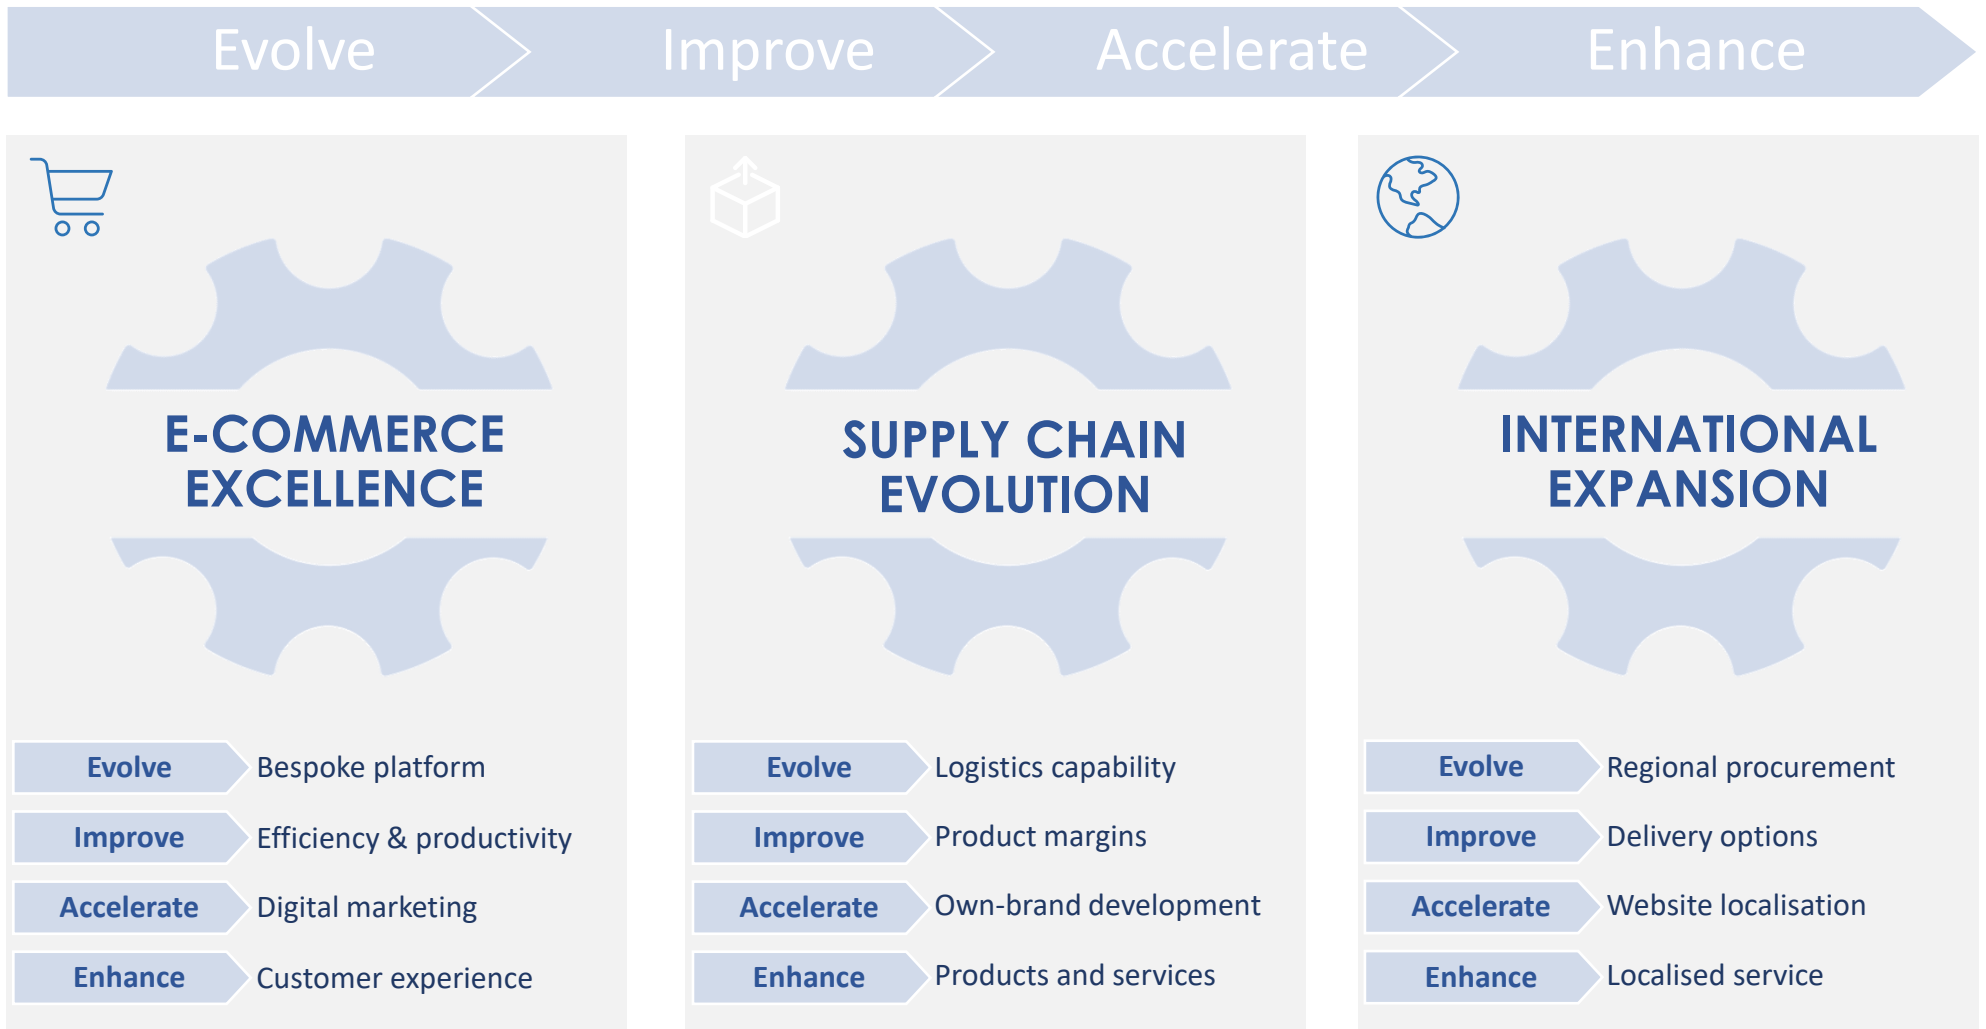 Evolve
Improve
Accelerate
Enhance
E-COMMERCE
EXCELLENCE
Evolve Bespoke platform
Improve Efficiency & productivity
Accelerate Digital marketing
Enhance Customer experience
SUPPLY CHAIN
EVOLUTION
Evolve Logistics capability
Improve Product margins
Accelerate Own-brand development
Enhance Products and services
INTERNATIONAL
EXPANSION
Evolve Regional procurement
Improve Delivery options
Accelerate Website localisation
Enhance Localised service